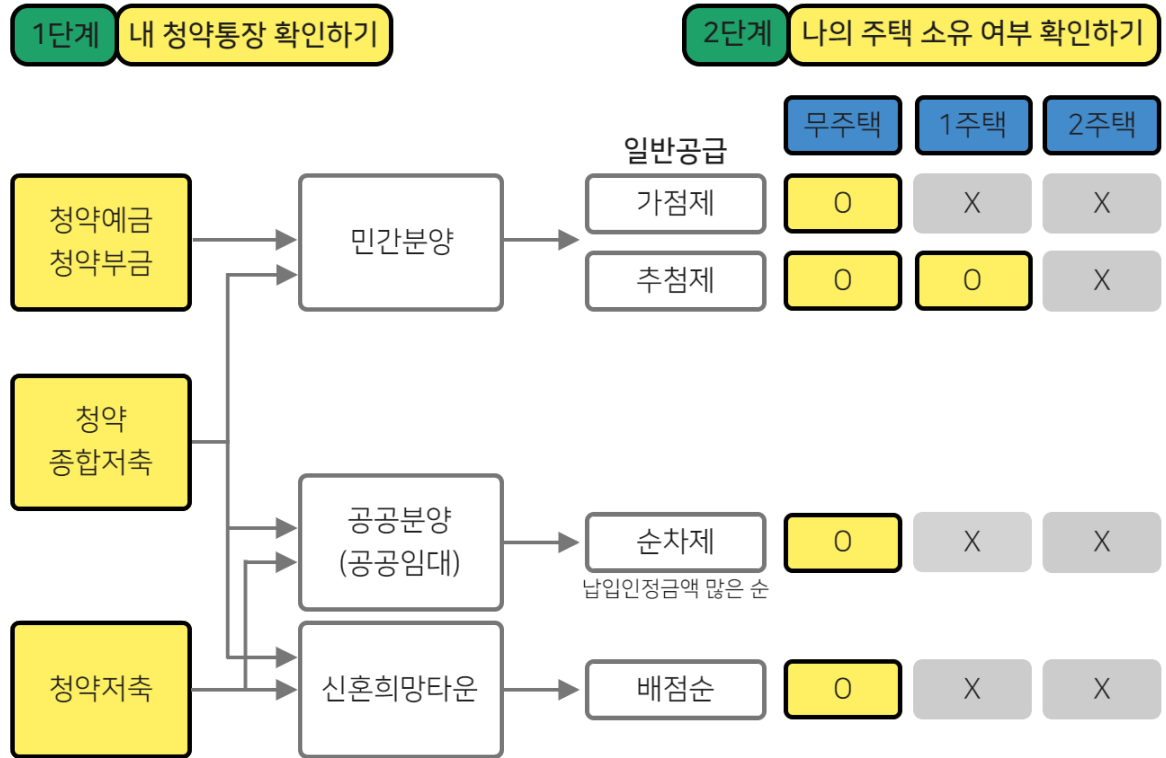 1단계 내 청약통장 확인하기
2단계 나의 주택 소유 여부 확인하기
무주택 1주택 2주택
일반공급
청약예금
청약부금
민간분양
가점제 O X X
추첨제 O O X
청약
종합저축
공공분양
(공공임대)
순차제 O X X
납입인정금액 많은 순
청약저축
신혼희망타운
배점순 O X X